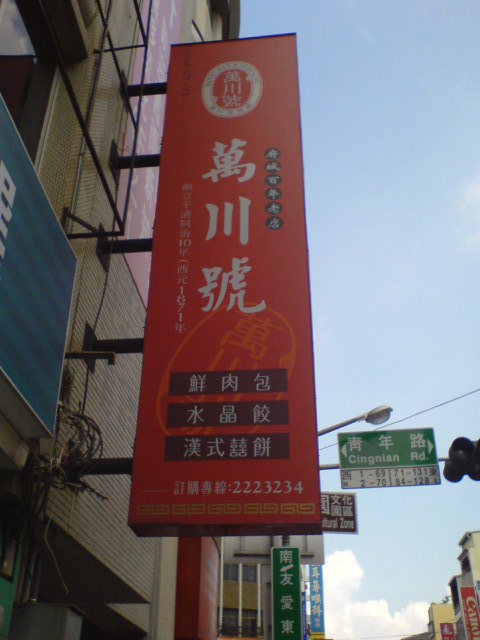 萬川號
萬川號
府城百年老店
創立于清同治10年(西元1871年
鮮肉包
水晶餃
漢式囍餅
訂購專線:2223234
青年路
Cingnian Rd.
西 1-69 71-131 東
2-70 84-128
文化
園區
ultural Zone
南
友愛東